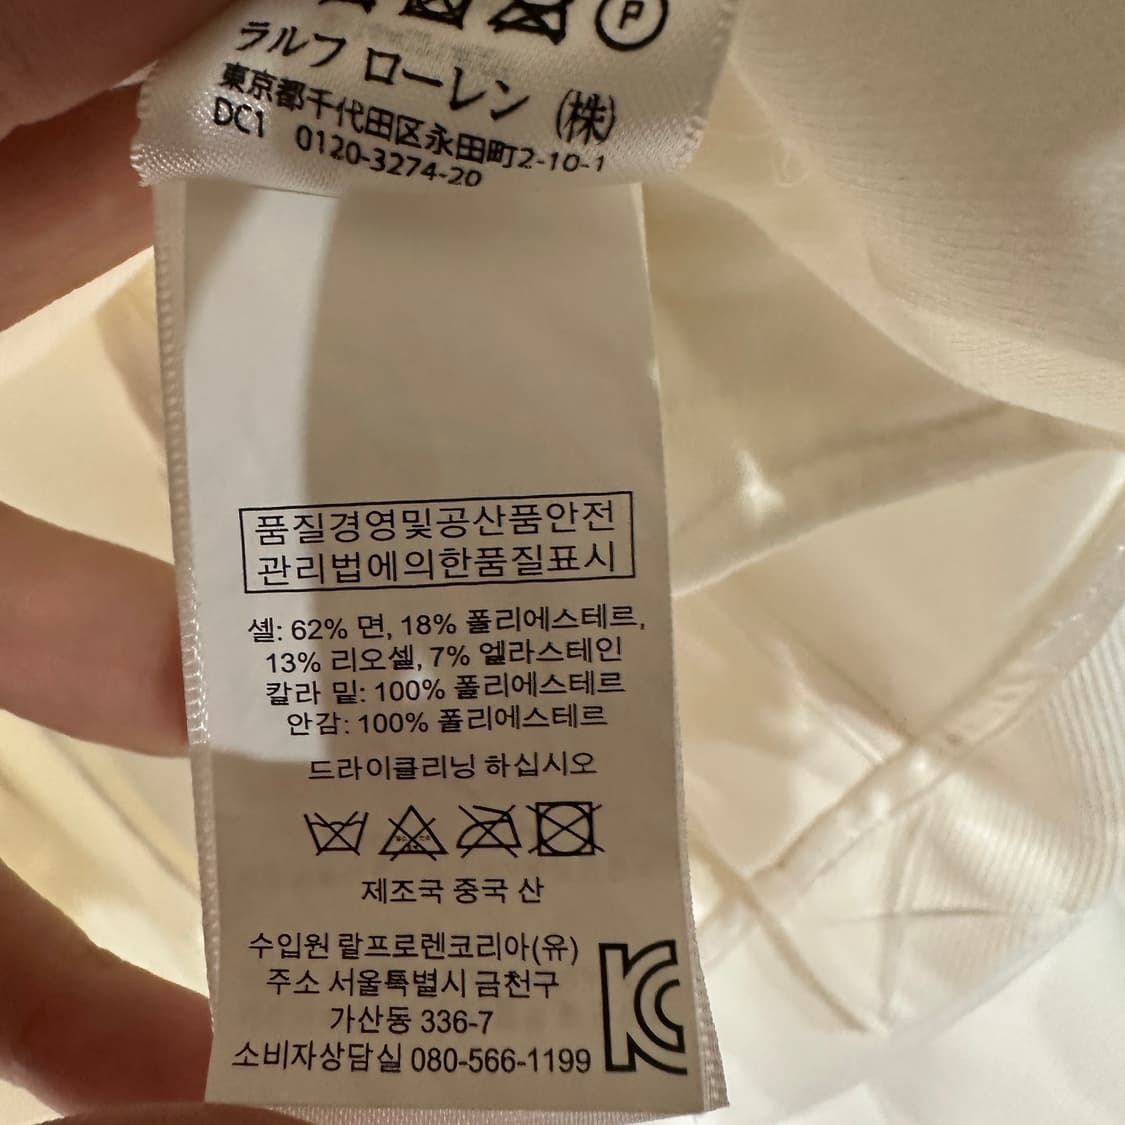 P
ラルフ ローレン (株)
東京都千代田区永田町2-10-1
DC1 0120-3274-20
품질경영및공산품안전
관리법에의한품질표시
셸: 62% 면, 18% 폴리에스테르,
13% 리오셀, 7% 엘라스테인
칼라 밑: 100% 폴리에스테르
안감: 100% 폴리에스테르
드라이클리닝 하십시오
제조국 중국 산
수입원 랄프로렌코리아(유)
주소 서울특별시 금천구
가산동 336-7
소비자상담실 080-566-1199
KC